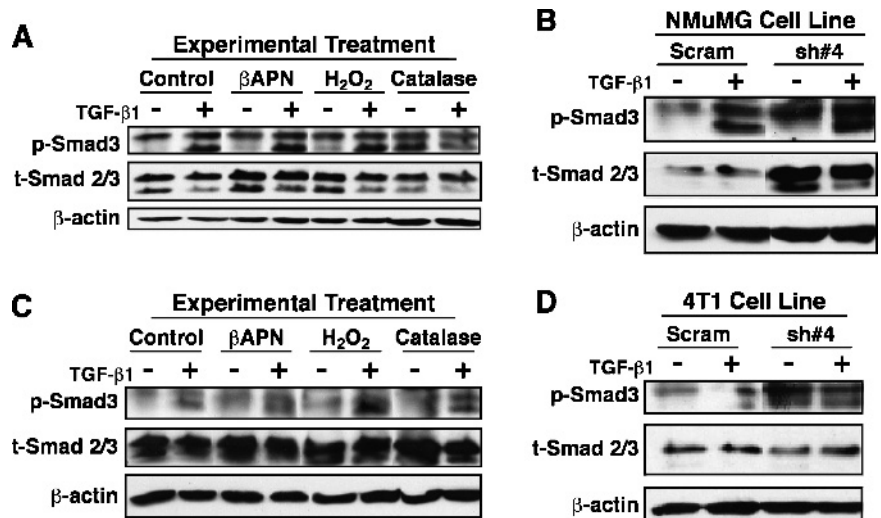 A
Experimental Treatment
Control βAPN H₂O₂ Catalase
TGF-β1 - + - + - + - +
p-Smad3
t-Smad 2/3
β-actin
B
NMuMG Cell Line
Scram sh#4
TGF-β1 - + - +
p-Smad3
t-Smad 2/3
β-actin
C
Experimental Treatment
Control βAPN H₂O₂ Catalase
TGF-β1 - + - + - + - +
p-Smad3
t-Smad 2/3
β-actin
D
4T1 Cell Line
Scram sh#4
TGF-β1 - + - +
p-Smad3
t-Smad 2/3
β-actin